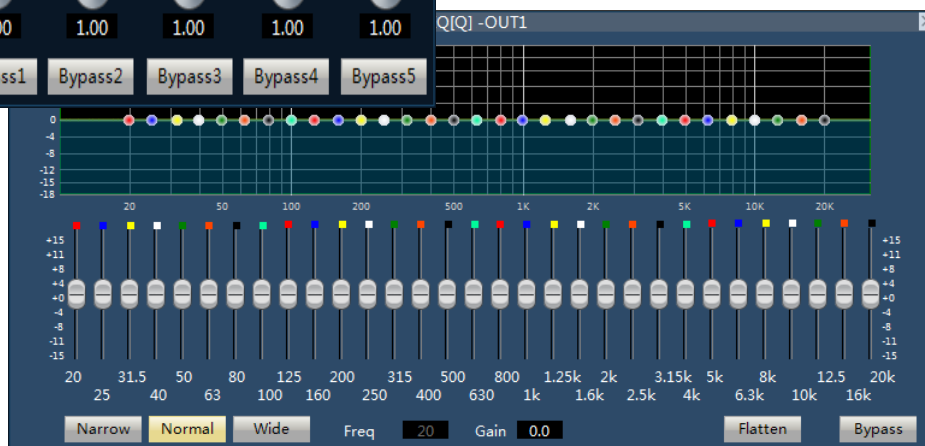 00 1.00 1.00 1.00 1.00
ss1 Bypass2 Bypass3 Bypass4 Bypass5
Q[Q] -OUT1
0
-4
-8
-12
-15
-18
20 50 100 200 500 1K 2K 5K 10K 20K
+15 +15
+11 +11
+8 +8
+4 +4
+0 +0
-4 -4
-8 -8
-11 -11
-15 -15
20 31.5 50 80 125 200 315 500 800 1.25k 2k 3.15k 5k 8k 12.5 20k
25 40 63 100 160 250 400 630 1k 1.6k 2.5k 4k 6.3k 10k 16k
Narrow Normal Wide Freq 20 Gain 0.0 Flatten Bypass